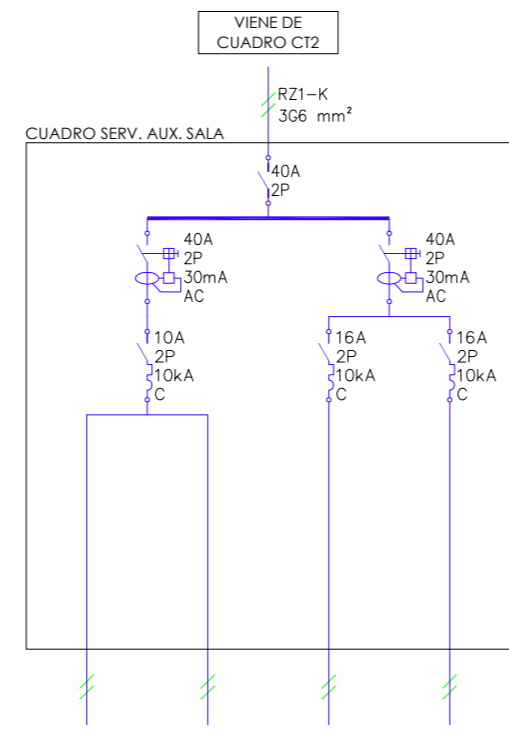 VIENE DE
CUADRO CT2
RZ1-K
3G6 mm²
CUADRO SERV. AUX. SALA
40A
2P
40A
2P
30mA
AC
40A
2P
30mA
AC
10A
2P
10kA
C
16A
2P
10kA
C
16A
2P
10kA
C